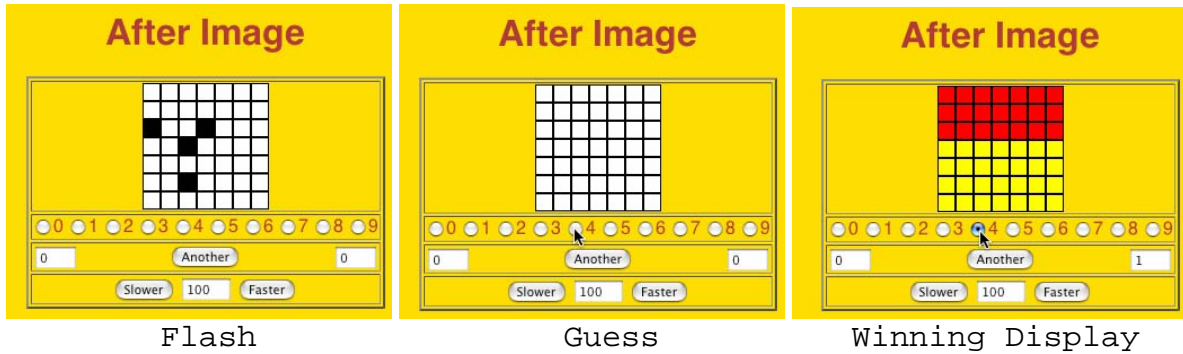 After Image
0 1 2 3 4 5 6 7 8 9
0 Another 0
Slower 100 Faster
Flash
After Image
0 1 2 3 4 5 6 7 8 9
0 Another 0
Slower 100 Faster
Guess
After Image
0 1 2 3 4 5 6 7 8 9
0 Another 1
Slower 100 Faster
Winning Display